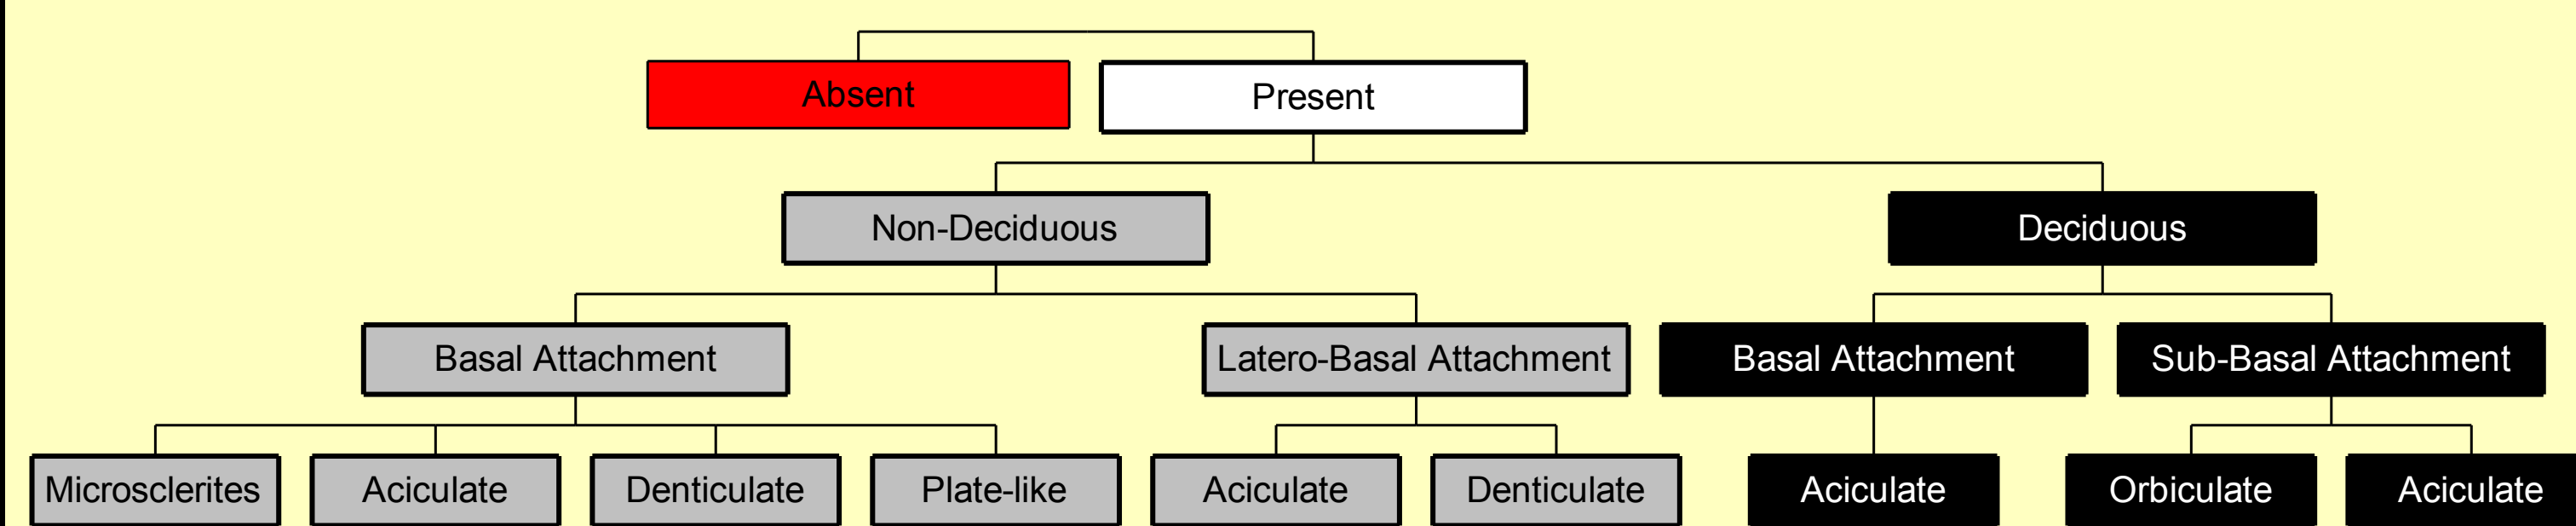 Absent
Present
Non-Deciduous
Deciduous
Basal Attachment
Latero-Basal Attachment
Basal Attachment
Sub-Basal Attachment
Microsclerites
Aciculate
Denticulate
Plate-like
Aciculate
Denticulate
Aciculate
Orbiculate
Aciculate